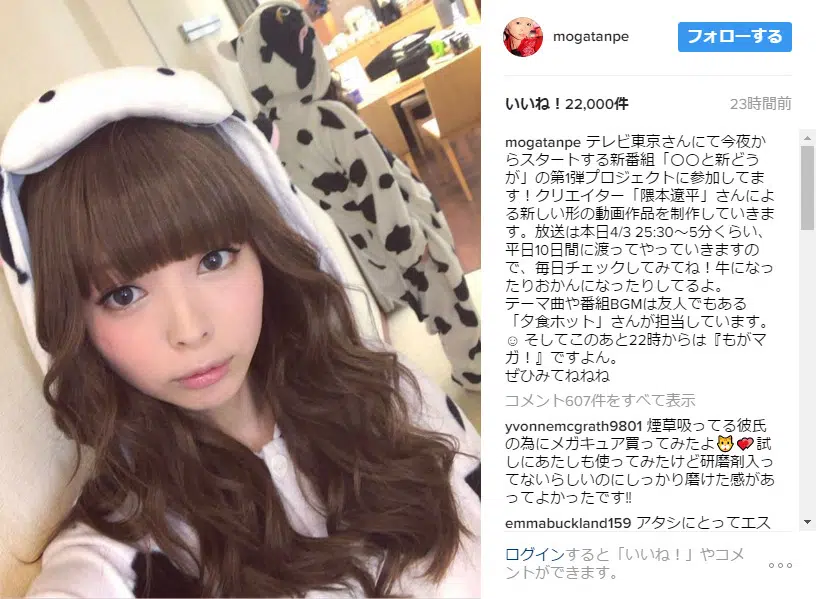 mogatanpe
フォローする
いいね！22,000件
23時間前
mogatanpe テレビ東京さんにて今夜か
らスタートする新番組「〇〇と新どう
が」の第1弾プロジェクトに参加してま
す！クリエイター「隈本遼平」さんによ
る新しい形の動画作品を制作していきま
す。放送は本日4/3 25:30〜5分くらい、
平日10日間に渡ってやっていきますの
で、毎日チェックしてみてね！牛になっ
たりおかんになったりしてるよ。
テーマ曲や番組BGMは友人でもある
「夕食ホット」さんが担当しています。
☺ そしてこのあと22時からは『もがマ
ガ！』ですよん。
ぜひみてねねね
コメント607件をすべて表示
yvonnemcgrath9801 煙草吸ってる彼氏
の為にメガキュア買ってみたよ🐱💕試
しにあたしも使ってみたけど研磨剤入っ
てないらしいのにしっかり磨けた感があ
ってよかったです‼
emmabuckland159 アタシにとってエス
ログインすると「いいね！」やコメ
ントができます。